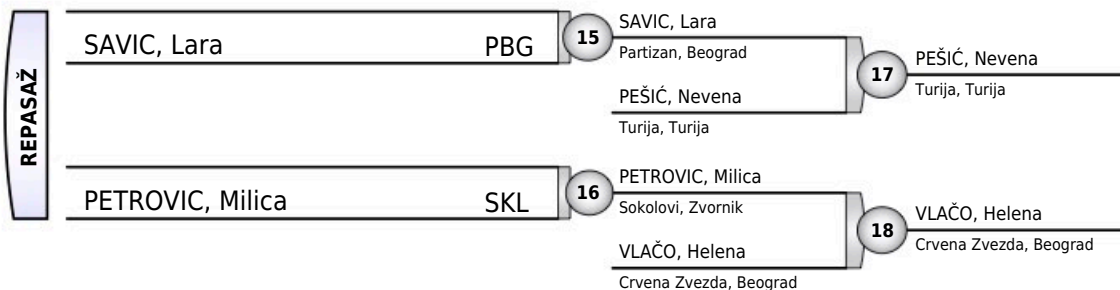 REPASAŽ
SAVIC, Lara PBG
15
SAVIC, Lara
Partizan, Beograd
PEŠIĆ, Nevena
Turija, Turija
17
PEŠIĆ, Nevena
Turija, Turija
PETROVIC, Milica SKL
16
PETROVIC, Milica
Sokolovi, Zvornik
VLAČO, Helena
Crvena Zvezda, Beograd
18
VLAČO, Helena
Crvena Zvezda, Beograd